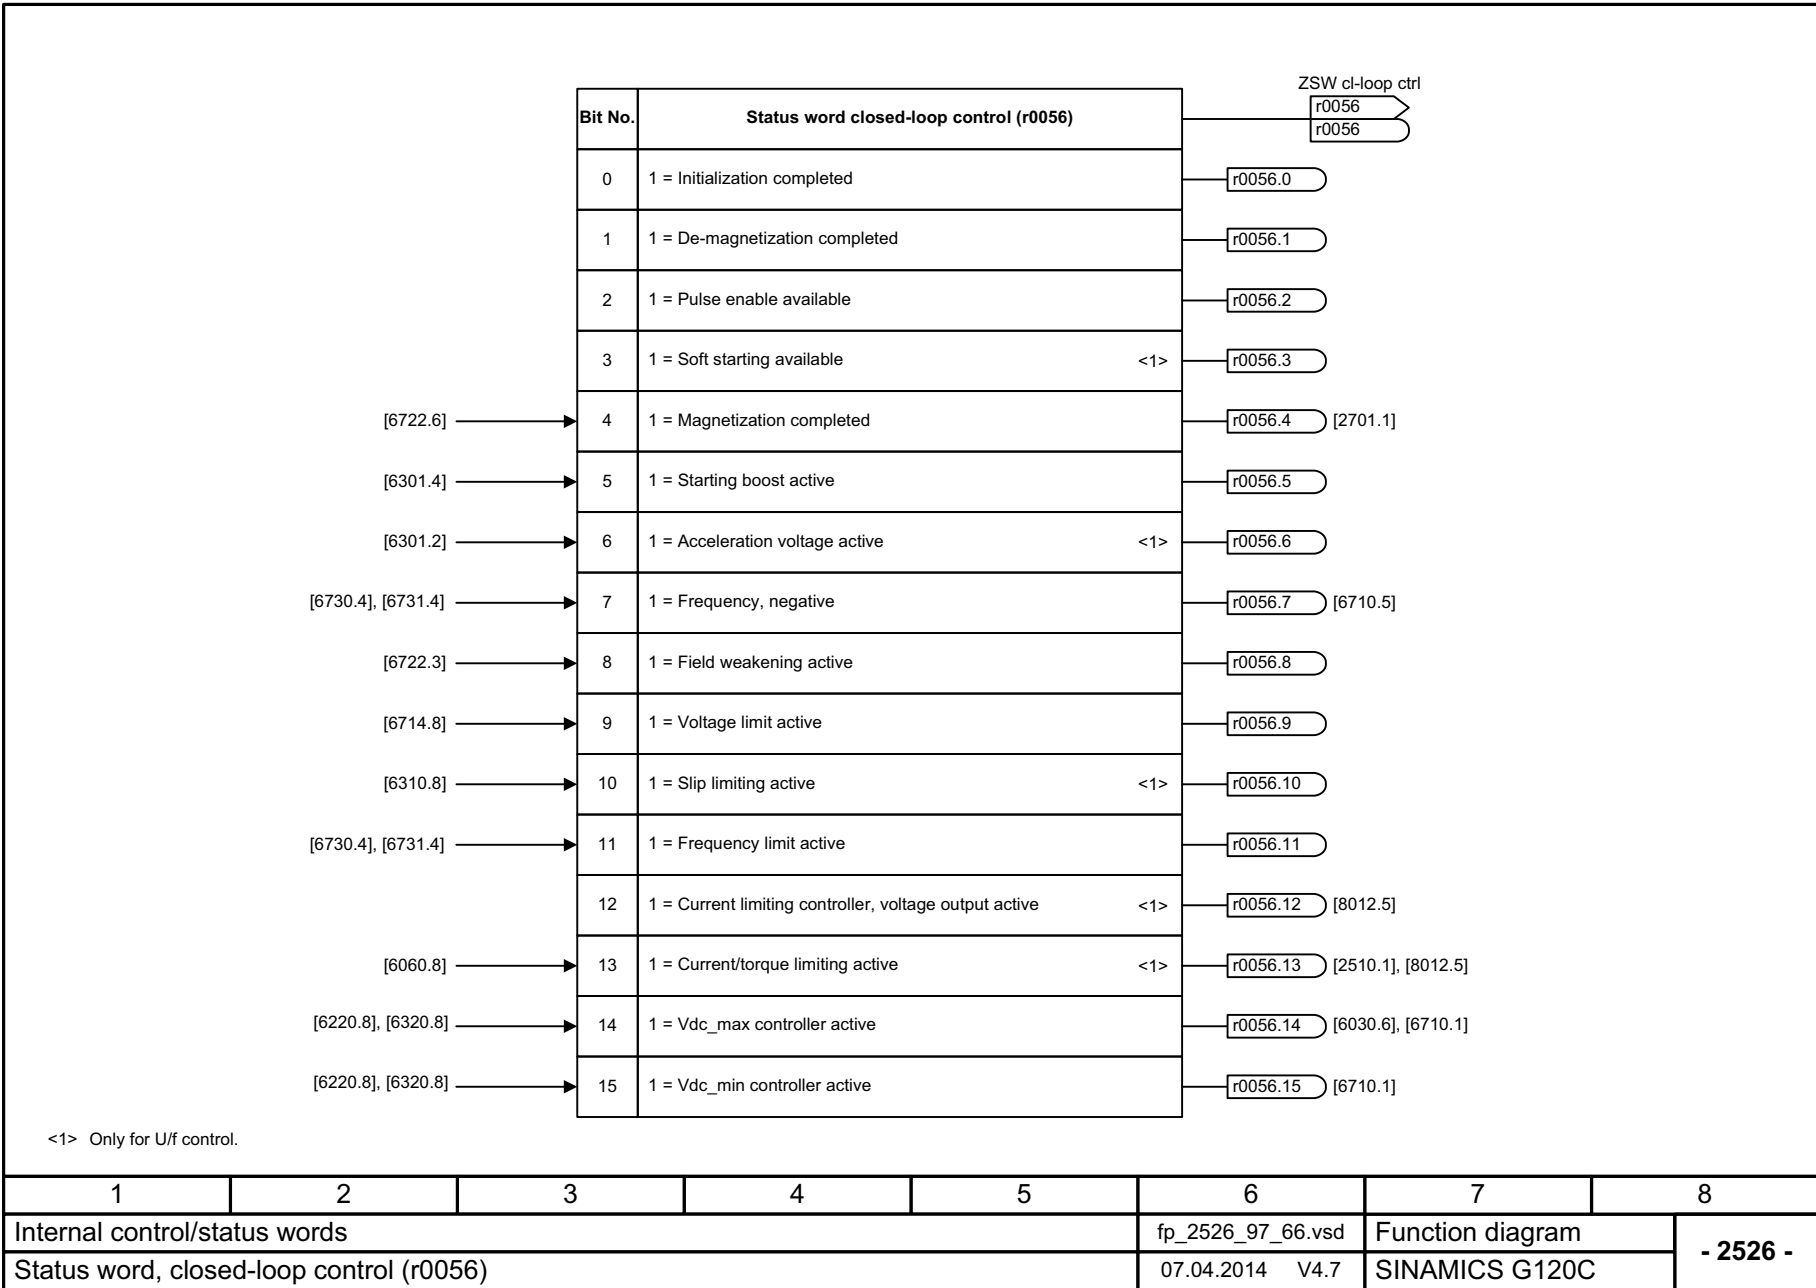 ZSW cl-loop ctrl
Bit No. Status word closed-loop control (r0056) r0056
r0056
0 1 = Initialization completed r0056.0
1 1 = De-magnetization completed r0056.1
2 1 = Pulse enable available r0056.2
3 1 = Soft starting available <1> r0056.3
[6722.6] 4 1 = Magnetization completed r0056.4 [2701.1]
[6301.4] 5 1 = Starting boost active r0056.5
[6301.2] 6 1 = Acceleration voltage active <1> r0056.6
[6730.4], [6731.4] 7 1 = Frequency, negative r0056.7 [6710.5]
[6722.3] 8 1 = Field weakening active r0056.8
[6714.8] 9 1 = Voltage limit active r0056.9
[6310.8] 10 1 = Slip limiting active <1> r0056.10
[6730.4], [6731.4] 11 1 = Frequency limit active r0056.11
12 1 = Current limiting controller, voltage output active <1> r0056.12 [8012.5]
[6060.8] 13 1 = Current/torque limiting active <1> r0056.13 [2510.1], [8012.5]
[6220.8], [6320.8] 14 1 = Vdc_max controller active r0056.14 [6030.6], [6710.1]
[6220.8], [6320.8] 15 1 = Vdc_min controller active r0056.15 [6710.1]
<1> Only for U/f control.
1 2 3 4 5 6 7 8
Internal control/status words fp_2526_97_66.vsd Function diagram - 2526 -
Status word, closed-loop control (r0056) 07.04.2014 V4.7 SINAMICS G120C